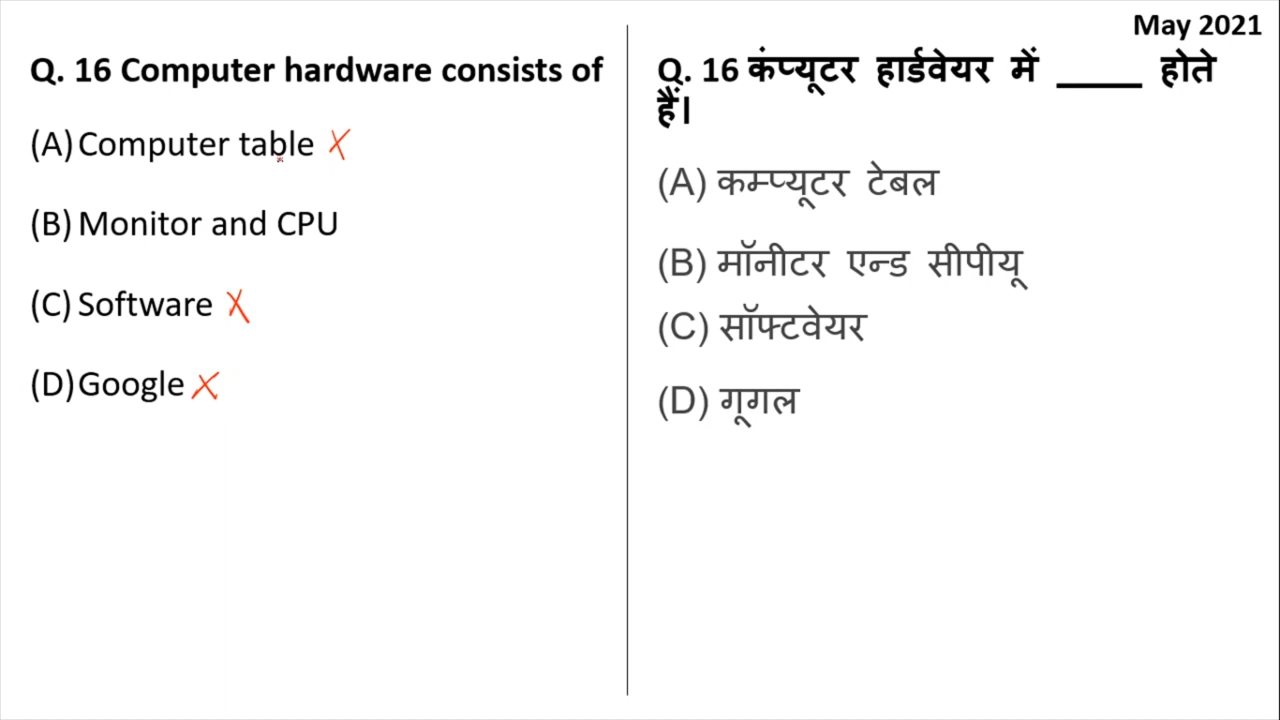 May 2021
Q. 16 Computer hardware consists of
(A) Computer table X
(B) Monitor and CPU
(C) Software X
(D) Google X
Q. 16 कंप्यूटर हार्डवेयर में _____ होते
हैं।
(A) कम्प्यूटर टेबल
(B) मॉनीटर एन्ड सीपीयू
(C) सॉफ्टवेयर
(D) गूगल